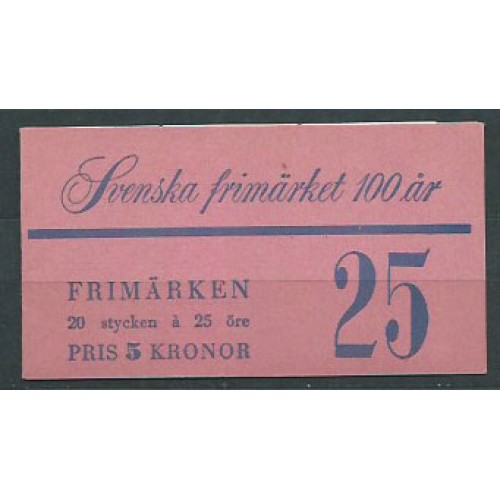 Svenska frimärket 100 år
FRIMÄRKEN
20 stycken à 25 öre
PRIS 5 KRONOR
25